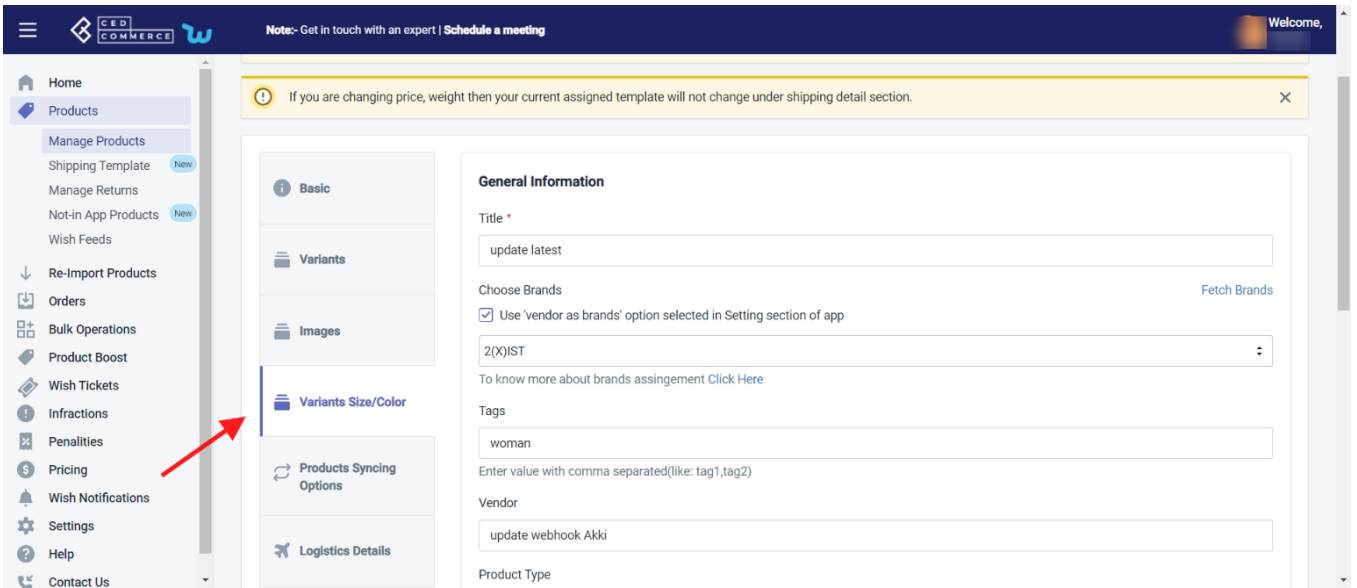 CED
COMMERCE
Note:- Get in touch with an expert | Schedule a meeting
Welcome,
Home
Products
Manage Products
Shipping Template New
Manage Returns
Not-in App Products New
Wish Feeds
Re-Import Products
Orders
Bulk Operations
Product Boost
Wish Tickets
Infractions
Penalities
Pricing
Wish Notifications
Settings
Help
Contact Us
If you are changing price, weight then your current assigned template will not change under shipping detail section.
Basic
Variants
Images
Variants Size/Color
Products Syncing
Options
Logistics Details
General Information
Title *
update latest
Choose Brands
Fetch Brands
Use 'vendor as brands' option selected in Setting section of app
2(X)IST
To know more about brands assingement Click Here
Tags
woman
Enter value with comma separated(like: tag1,tag2)
Vendor
update webhook Akki
Product Type